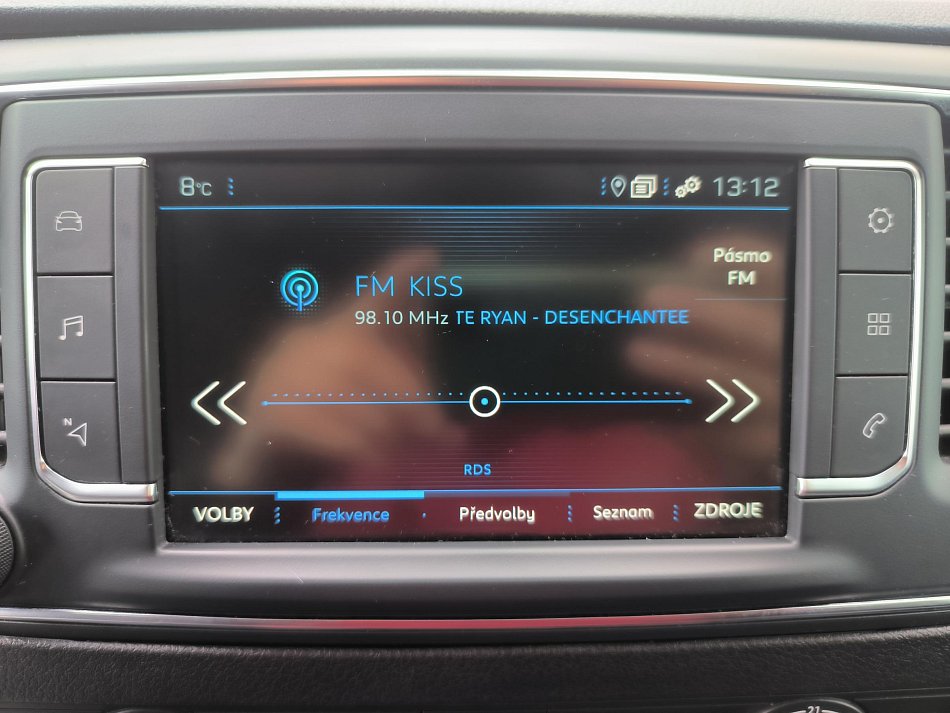 8°C 13:12
Pásmo
FM
FM KISS
98.10 MHz TE RYAN - DESENCHANTEE
N
RDS
VOLBY Frekvence Předvolby Seznam ZDROJE
21